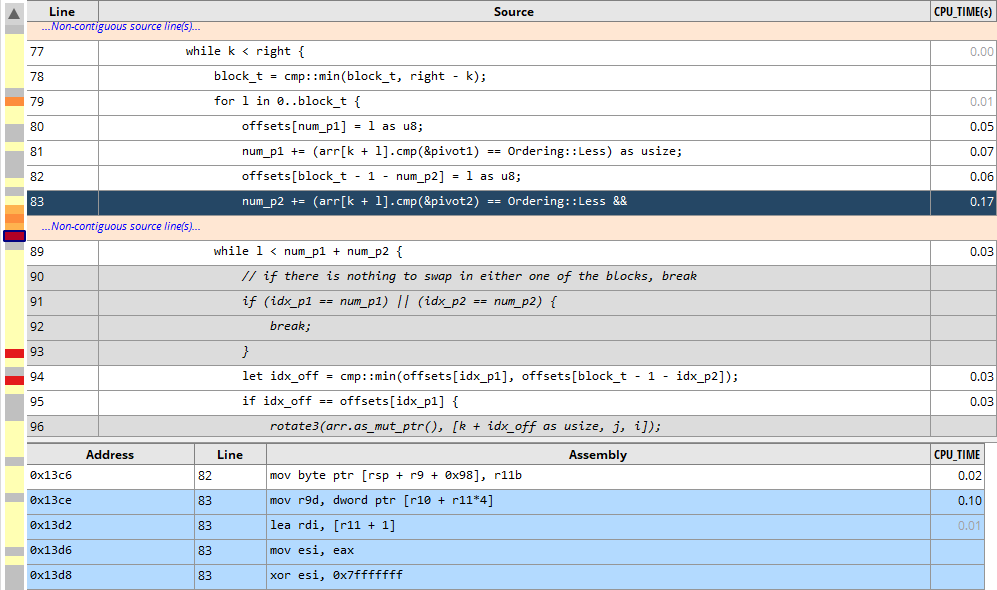 Line Source CPU_TIME(s)
...Non-contiguous source line(s)...
77 while k < right { 0.00
78 block_t = cmp::min(block_t, right - k);
79 for l in 0..block_t { 0.01
80 offsets[num_p1] = l as u8; 0.05
81 num_p1 += (arr[k + l].cmp(&pivot1) == Ordering::Less) as usize; 0.07
82 offsets[block_t - 1 - num_p2] = l as u8; 0.06
83 num_p2 += (arr[k + l].cmp(&pivot2) == Ordering::Less && 0.17
...Non-contiguous source line(s)...
89 while l < num_p1 + num_p2 { 0.03
90 // if there is nothing to swap in either one of the blocks, break
91 if (idx_p1 == num_p1) || (idx_p2 == num_p2) {
92 break;
93 }
94 let idx_off = cmp::min(offsets[idx_p1], offsets[block_t - 1 - idx_p2]); 0.03
95 if idx_off == offsets[idx_p1] { 0.03
96 rotate3(arr.as_mut_ptr(), [k + idx_off as usize, j, i]);
Address Line Assembly CPU_TIME
0x13c6 82 mov byte ptr [rsp + r9 + 0x98], r11b 0.02
0x13ce 83 mov r9d, dword ptr [r10 + r11*4] 0.10
0x13d2 83 lea rdi, [r11 + 1] 0.01
0x13d6 83 mov esi, eax
0x13d8 83 xor esi, 0x7fffffff